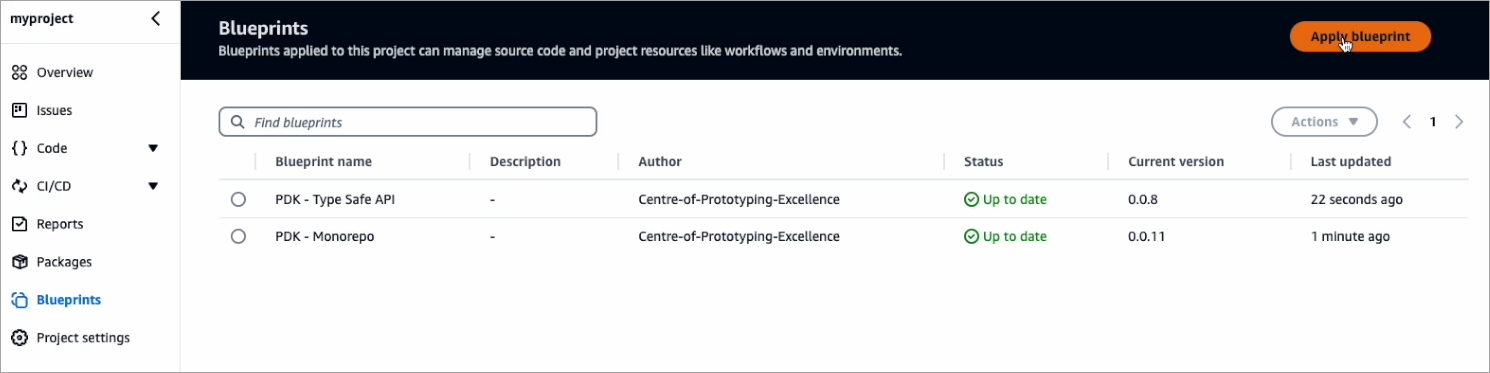 myproject
Overview
Issues
Code
CI/CD
Reports
Packages
Blueprints
Project settings
Blueprints
Blueprints applied to this project can manage source code and project resources like workflows and environments.
Apply blueprint
Find blueprints
Actions
1
Blueprint name Description Author Status Current version Last updated
PDK - Type Safe API - Centre-of-Prototyping-Excellence Up to date 0.0.8 22 seconds ago
PDK - Monorepo - Centre-of-Prototyping-Excellence Up to date 0.0.11 1 minute ago